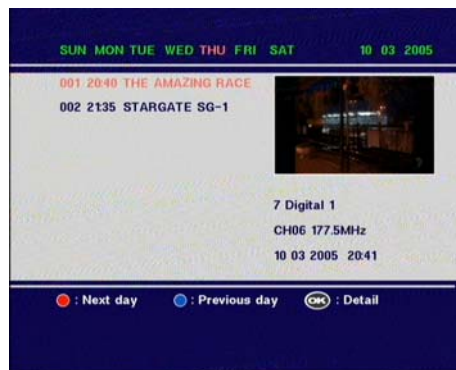 SUN MON TUE WED THU FRI SAT 10 03 2005
001 20:40 THE AMAZING RACE
002 21:35 STARGATE SG-1
7 Digital 1
CH06 177.5MHz
10 03 2005 20:41
: Next day : Previous day OK : Detail